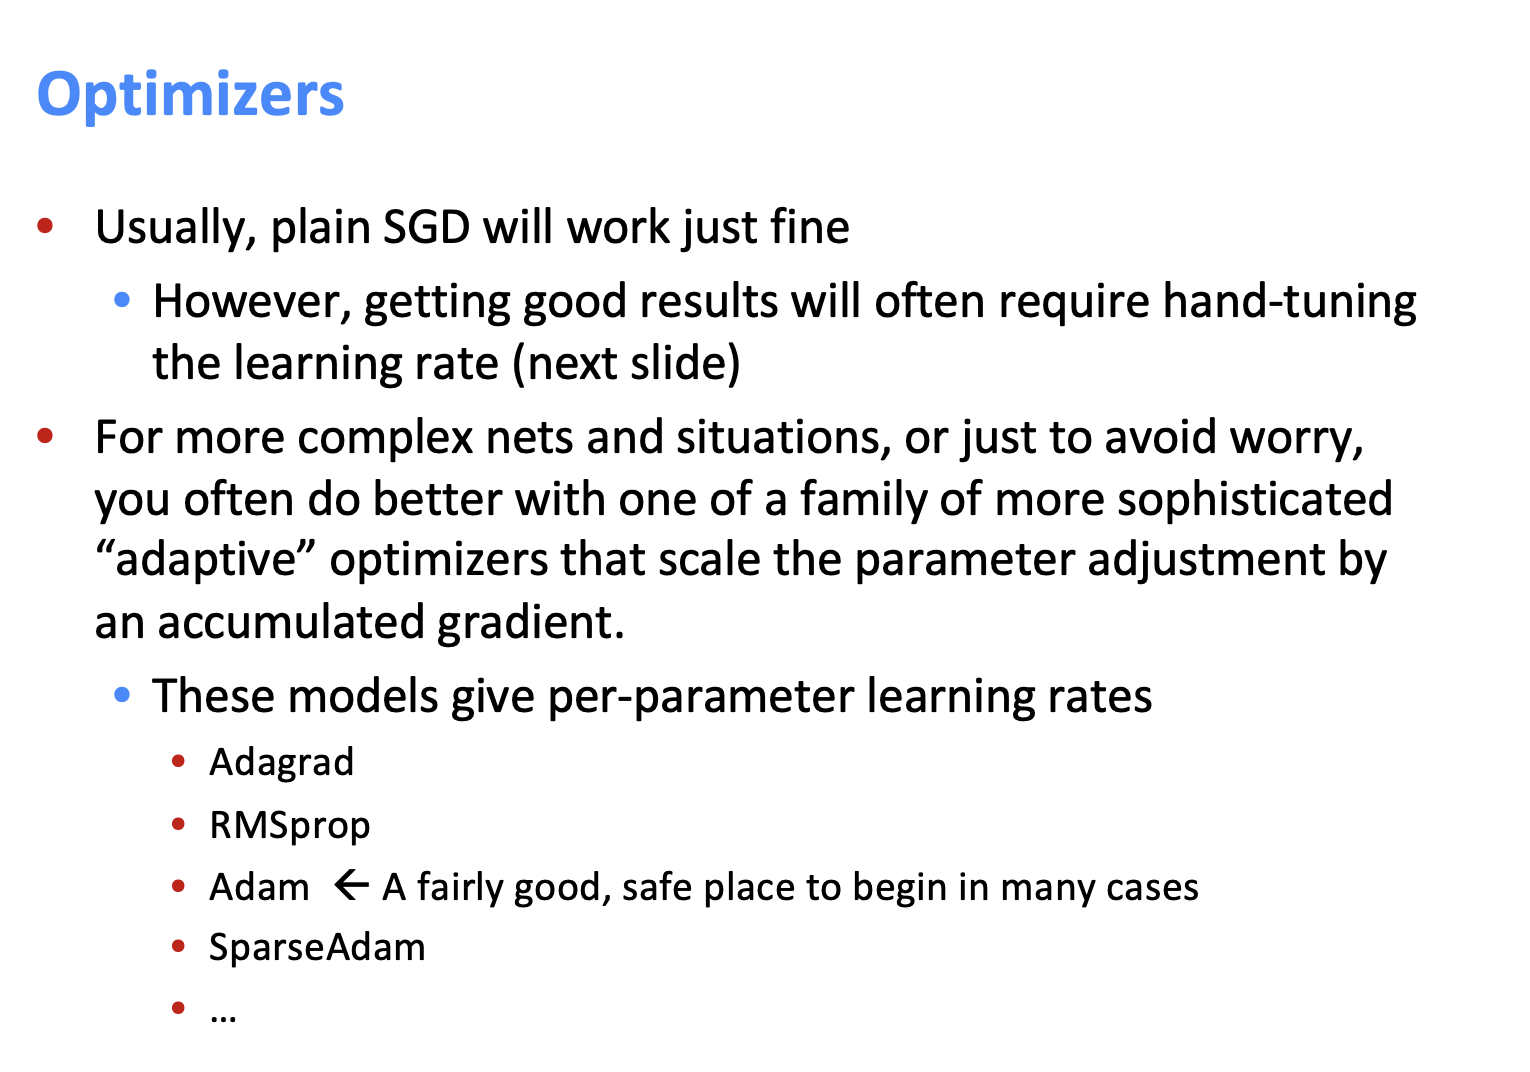 Optimizers
• Usually, plain SGD will work just fine
• However, getting good results will often require hand-tuning
the learning rate (next slide)
• For more complex nets and situations, or just to avoid worry,
you often do better with one of a family of more sophisticated
“adaptive” optimizers that scale the parameter adjustment by
an accumulated gradient.
• These models give per-parameter learning rates
• Adagrad
• RMSprop
• Adam ← A fairly good, safe place to begin in many cases
• SparseAdam
• …